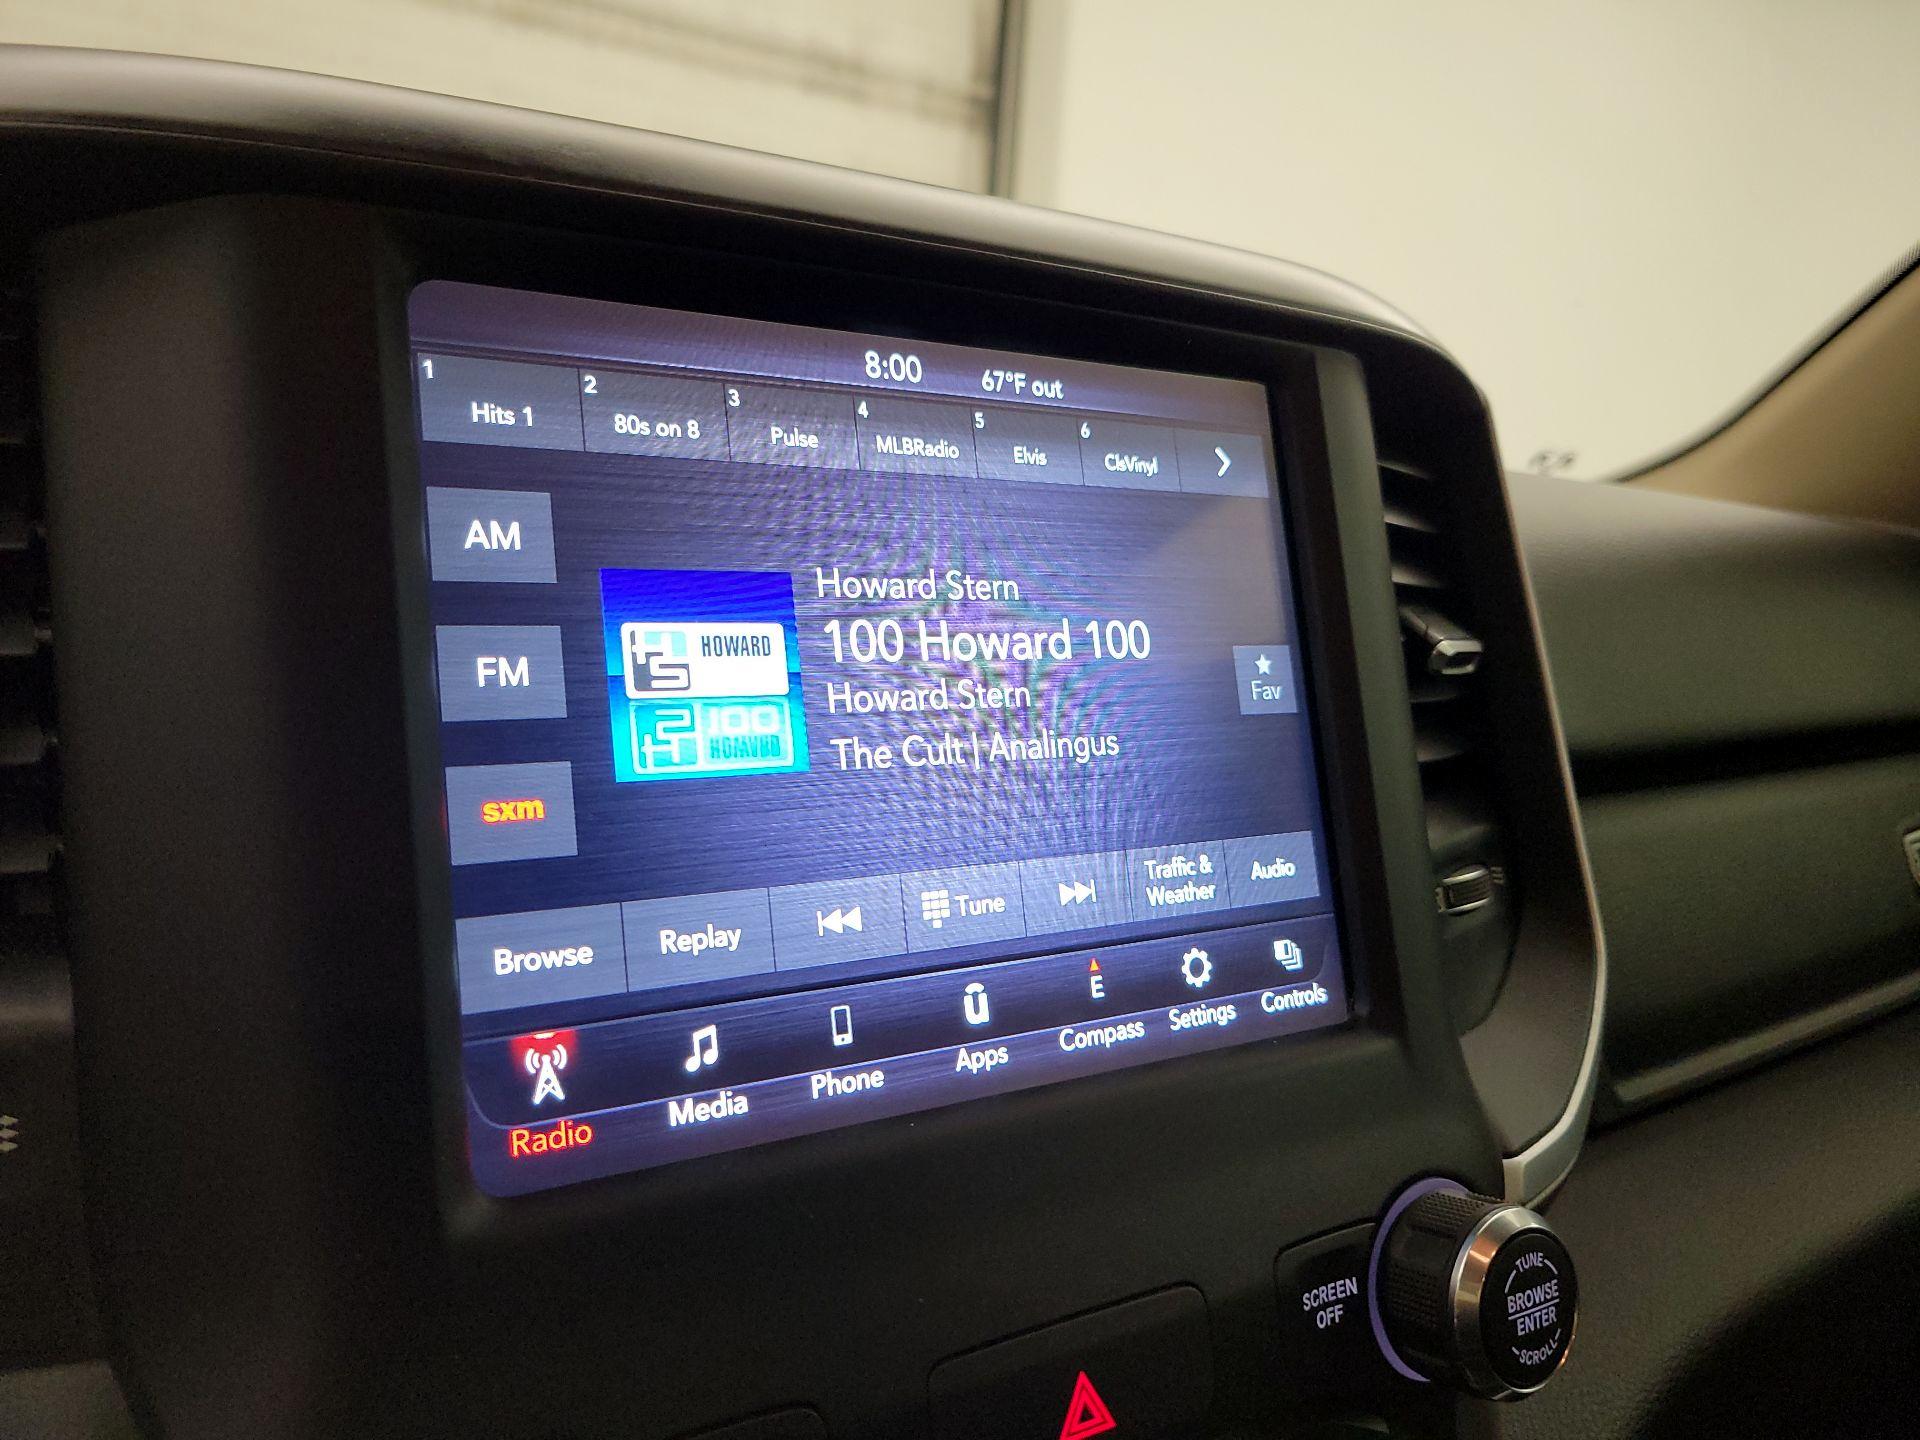 8:00 67°F out
1 Hits 1
2 80s on 8
3 Pulse
4 MLBRadio
5 Elvis
6 ClsVinyl
AM
FM
sxm
HS HOWARD
100
HOWARD
Howard Stern
100 Howard 100
Howard Stern
The Cult | Analingus
Fav
Browse
Replay
Tune
Traffic &
Weather
Audio
E
Radio
Media
Phone
Apps
Compass
Settings
Controls
SCREEN
OFF
TUNE
BROWSE
ENTER
SCROLL